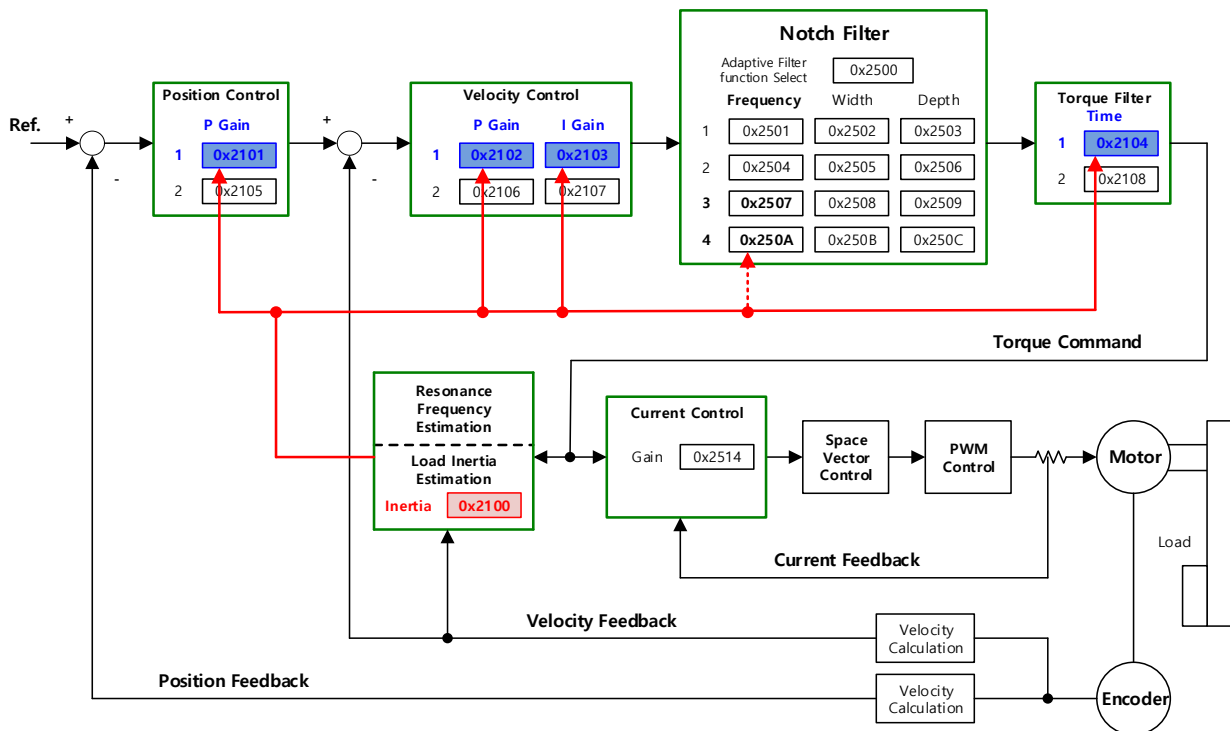 Notch Filter
Adaptive Filter
function Select
0x2500
Frequency Width Depth
1 0x2501 0x2502 0x2503
2 0x2504 0x2505 0x2506
3 0x2507 0x2508 0x2509
4 0x250A 0x250B 0x250C
Ref.
+
-
Position Control
P Gain
1 0x2101
2 0x2105
+
-
Velocity Control
P Gain I Gain
1 0x2102 0x2103
2 0x2106 0x2107
Torque Filter
Time
1 0x2104
2 0x2108
Torque Command
Resonance
Frequency
Estimation
Load Inertia
Estimation
Inertia 0x2100
Current Control
Gain 0x2514
Space
Vector
Control
PWM
Control
Motor
Load
Current Feedback
Velocity Feedback
Velocity
Calculation
Position Feedback
Velocity
Calculation
Encoder